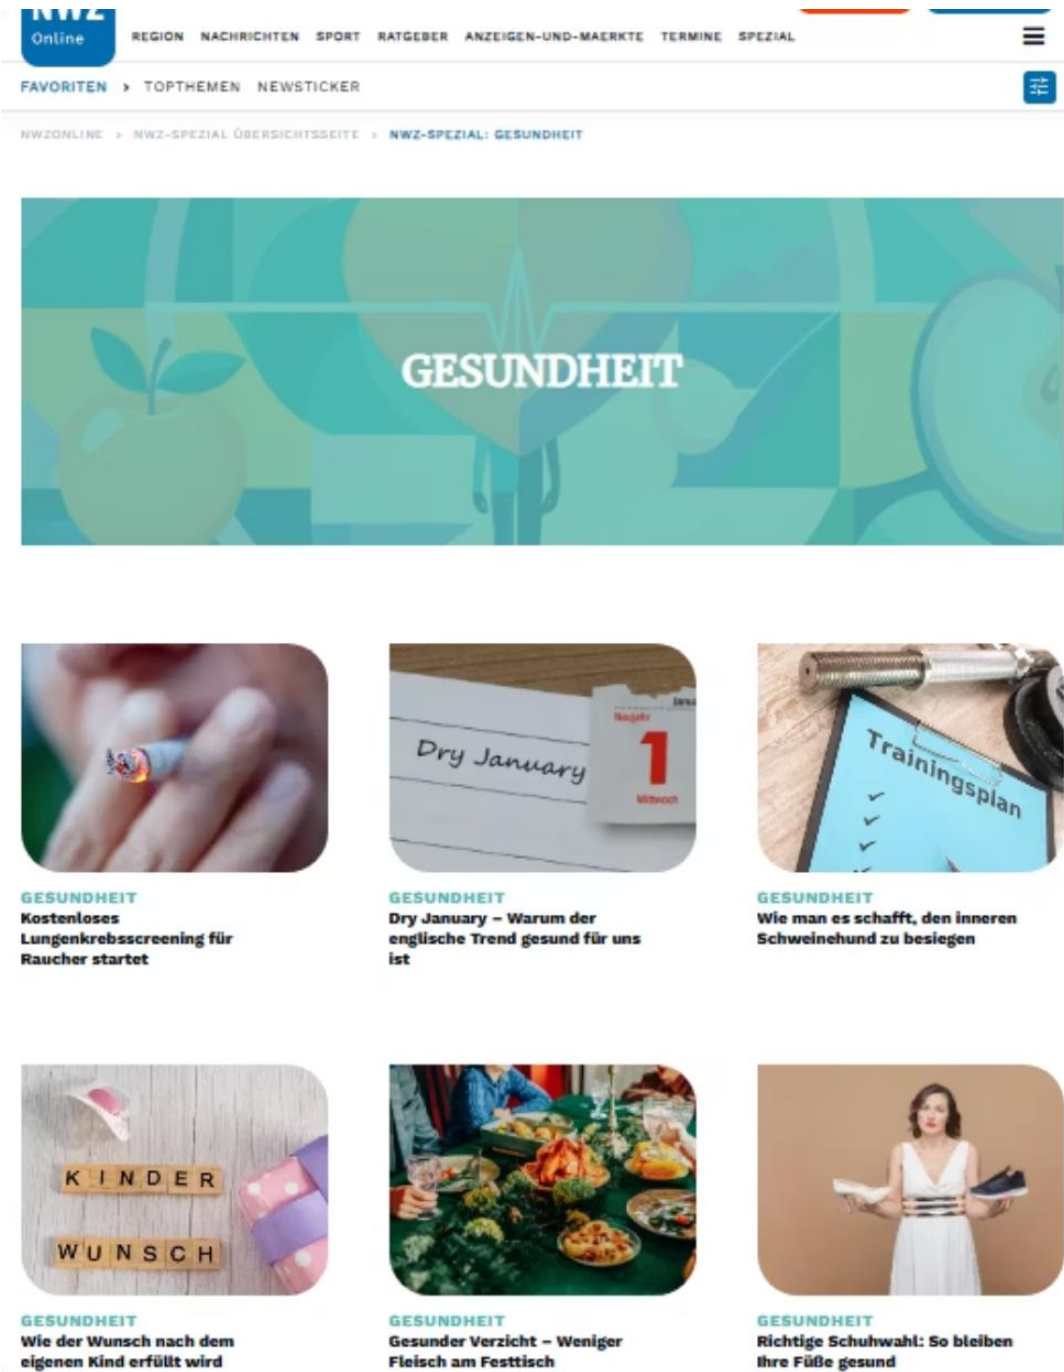 NWZ
Online
REGION NACHRICHTEN SPORT RATGEBER ANZEIGEN-UND-MAERKTE TERMINE SPEZIAL
FAVORITEN > TOPTHEMEN NEWSTICKER
NWZONLINE > NWZ-SPEZIAL ÜBERSICHTSSEITE > NWZ-SPEZIAL: GESUNDHEIT
GESUNDHEIT
Dry January
Neujahr
1
Mittwoch
Trainingsplan
GESUNDHEIT
Kostenloses
Lungenkrebsscreening für
Raucher startet
GESUNDHEIT
Dry January – Warum der
englische Trend gesund für uns
ist
GESUNDHEIT
Wie man es schafft, den inneren
Schweinehund zu besiegen
KINDER
WUNSCH
GESUNDHEIT
Wie der Wunsch nach dem
eigenen Kind erfüllt wird
GESUNDHEIT
Gesunder Verzicht – Weniger
Fleisch am Festtisch
GESUNDHEIT
Richtige Schuhwahl: So bleiben
Ihre Füße gesund